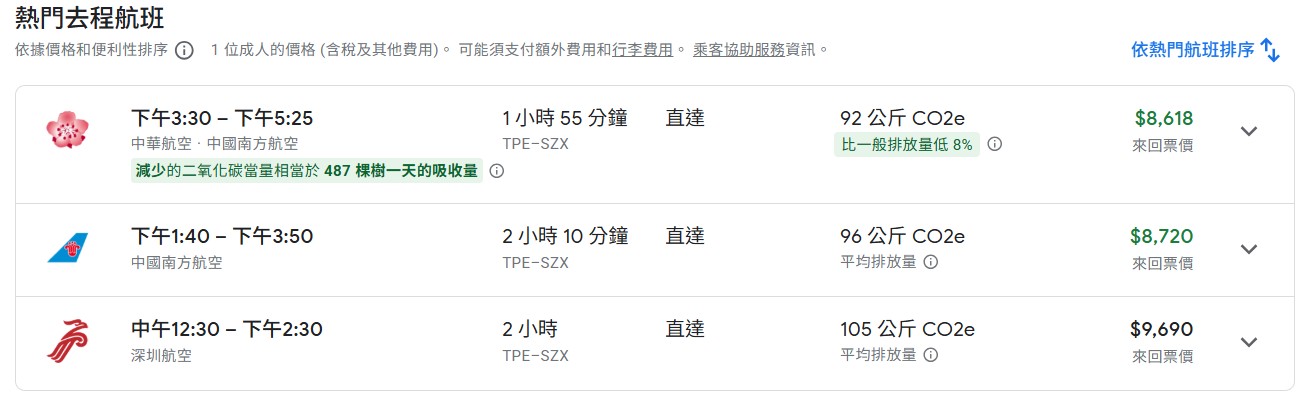 熱門去程航班
依據價格和便利性排序 1 位成人的價格 (含稅及其他費用)。 可能須支付額外費用和行李費用。 乘客協助服務資訊。 依熱門航班排序
下午3:30 – 下午5:25 1 小時 55 分鐘 直達 92 公斤 CO2e $8,618
中華航空 · 中國南方航空 TPE–SZX 比一般排放量低 8% 來回票價
減少的二氧化碳當量相當於 487 棵樹一天的吸收量
下午1:40 – 下午3:50 2 小時 10 分鐘 直達 96 公斤 CO2e $8,720
中國南方航空 TPE–SZX 平均排放量 來回票價
中午12:30 – 下午2:30 2 小時 直達 105 公斤 CO2e $9,690
深圳航空 TPE–SZX 平均排放量 來回票價